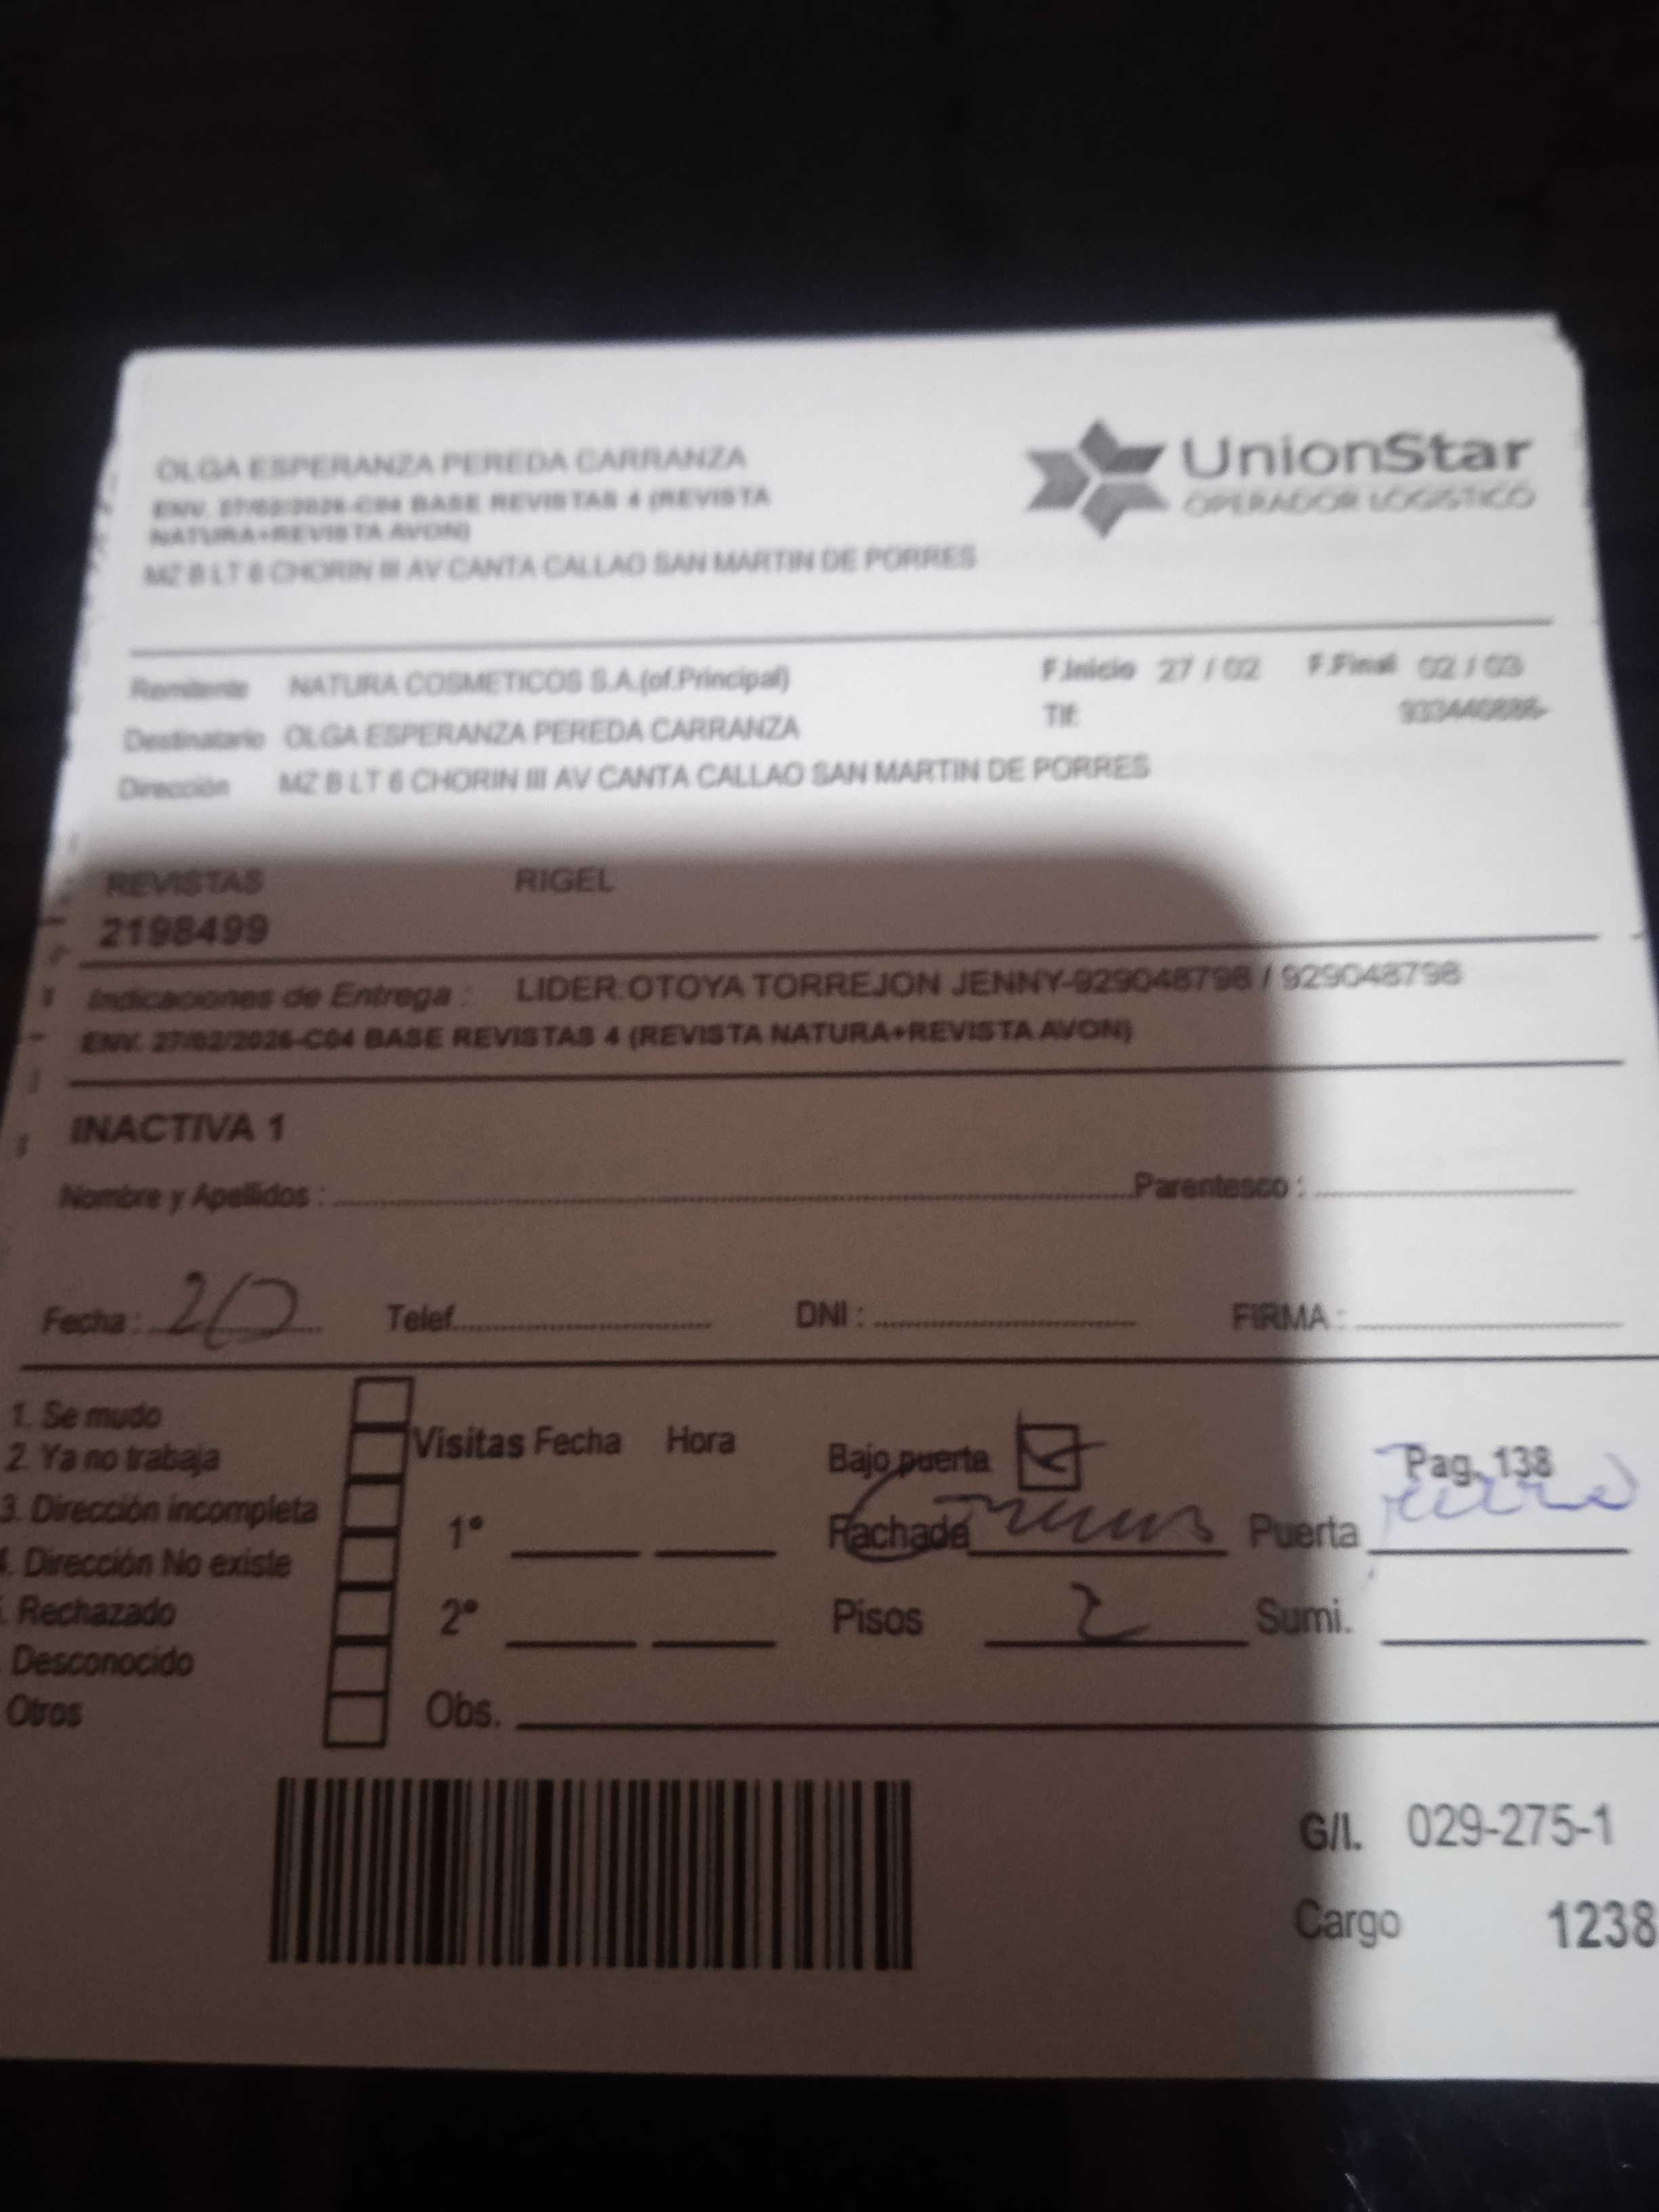 OLGA ESPERANZA PEREDA CARRANZA
ENV. 27/02/2026-C04 BASE REVISTAS 4 (REVISTA
NATURA+REVISTA AVON)
MZ B LT 6 CHORIN III AV CANTA CALLAO SAN MARTIN DE PORRES
UnionStar
OPERADOR LOGISTICO
Remitente NATURA COSMETICOS S.A.(of.Principal) F.Inicio 27 / 02 F.Final 02 / 03
Destinatario OLGA ESPERANZA PEREDA CARRANZA Tlf:
Dirección MZ B LT 6 CHORIN III AV CANTA CALLAO SAN MARTIN DE PORRES
REVISTAS RIGEL
2198499
Indicaciones de Entrega : LIDER:OTOYA TORREJON JENNY-929048798 / 929048798
ENV. 27/02/2026-C04 BASE REVISTAS 4 (REVISTA NATURA+REVISTA AVON)
INACTIVA 1
Nombre y Apellidos : Parentesco :
Fecha : 20 Telef. DNI : FIRMA :
1. Se mudo
2. Ya no trabaja
3. Dirección incompleta
. Dirección No existe
. Rechazado
. Desconocido
Otros
Visitas Fecha Hora
1°
2°
Obs.
Bajo puerta
Fachada Puerta
Pisos 2 Sumi.
Pag. 138
G/I. 029-275-1
Cargo 1238